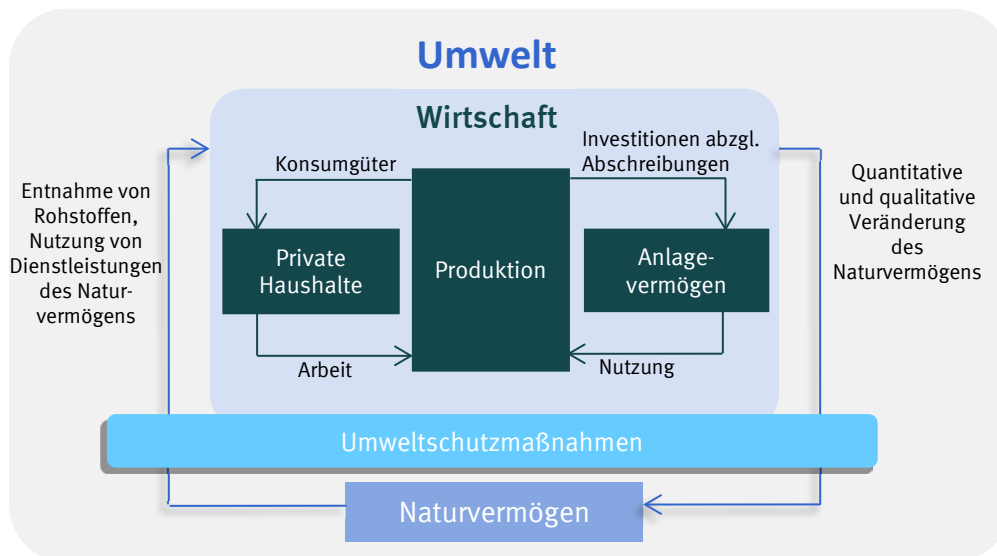 Umwelt
Wirtschaft
Konsumgüter
Investitionen abzgl.
Abschreibungen
Entnahme von
Rohstoffen,
Nutzung von
Dienstleistungen
des Natur-
vermögens
Private
Haushalte
Produktion
Anlage-
vermögen
Quantitative
und qualitative
Veränderung
des
Naturvermögens
Arbeit
Nutzung
Umweltschutzmaßnahmen
Naturvermögen